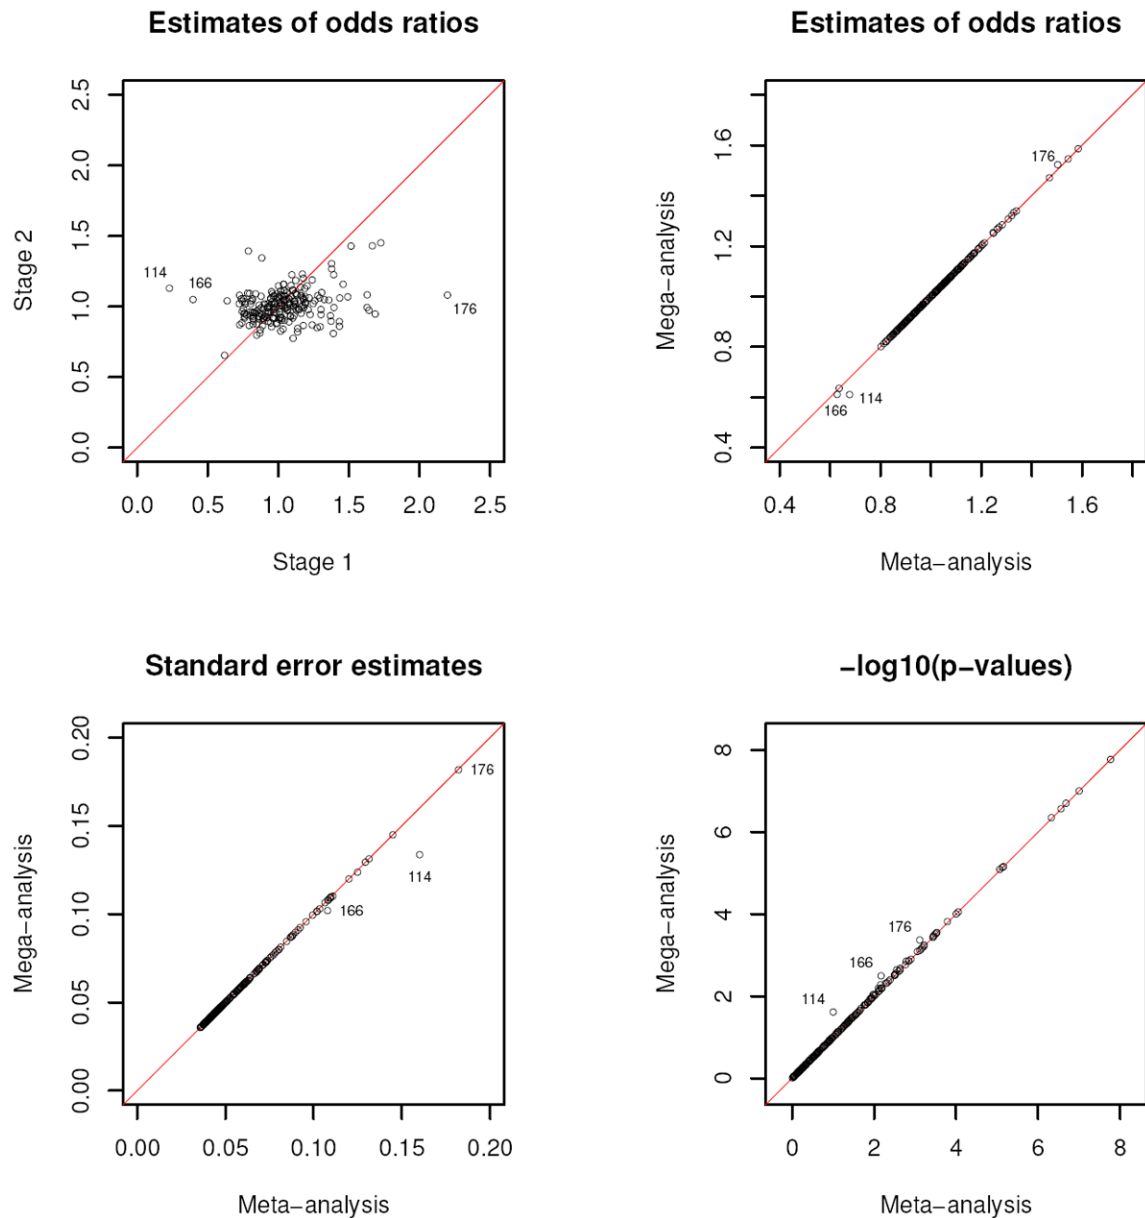 Estimates of odds ratios
Stage 2
2.5
2.0
1.5
1.0
0.5
0.0
114
166
176
0.0 0.5 1.0 1.5 2.0 2.5
Stage 1
Estimates of odds ratios
Mega−analysis
1.6
1.2
0.8
0.4
176
166
114
0.4 0.8 1.2 1.6
Meta−analysis
Standard error estimates
Mega−analysis
0.20
0.15
0.10
0.05
0.00
176
114
166
0.00 0.05 0.10 0.15 0.20
Meta−analysis
−log10(p−values)
Mega−analysis
8
6
4
2
0
176
166
114
0 2 4 6 8
Meta−analysis